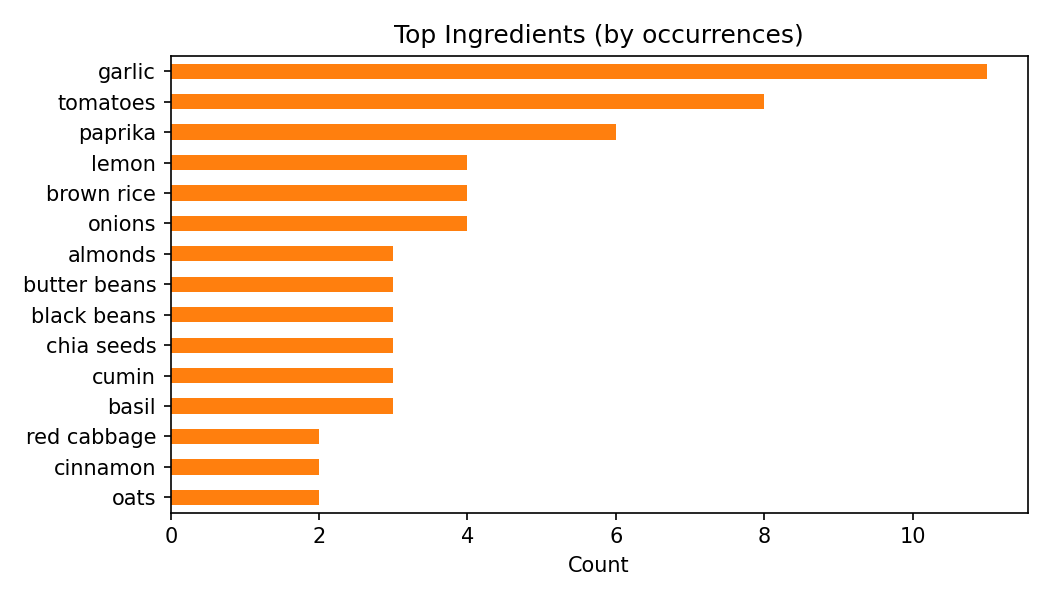 Top Ingredients (by occurrences)
garlic
tomatoes
paprika
lemon
brown rice
onions
almonds
butter beans
black beans
chia seeds
cumin
basil
red cabbage
cinnamon
oats
0 2 4 6 8 10
Count